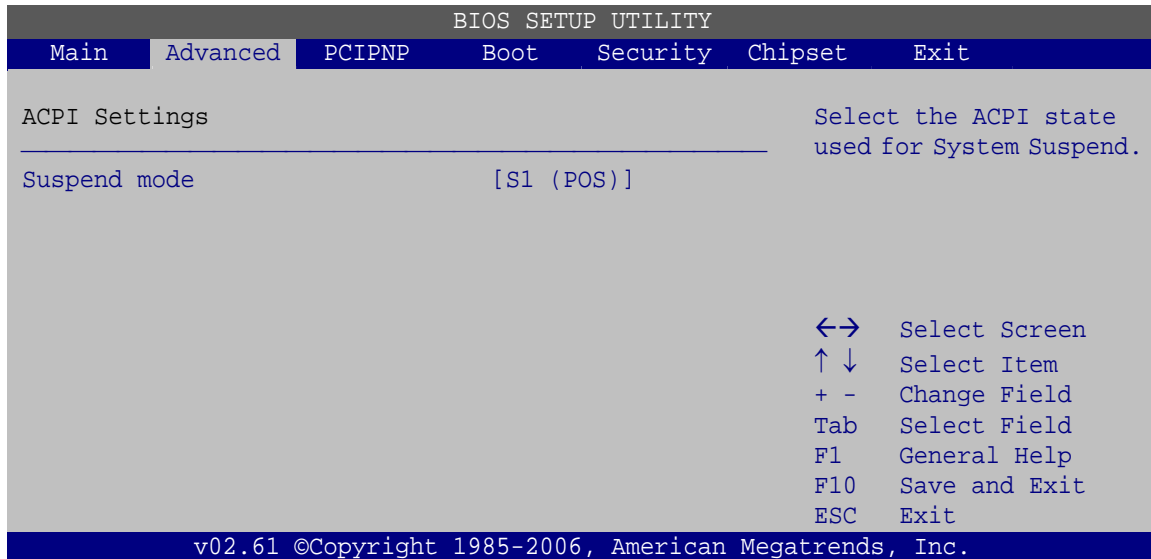 BIOS SETUP UTILITY
Main Advanced PCIPNP Boot Security Chipset Exit
ACPI Settings
Suspend mode [S1 (POS)]
Select the ACPI state
used for System Suspend.
←→ Select Screen
↑ ↓ Select Item
+ - Change Field
Tab Select Field
F1 General Help
F10 Save and Exit
ESC Exit
v02.61 ©Copyright 1985-2006, American Megatrends, Inc.